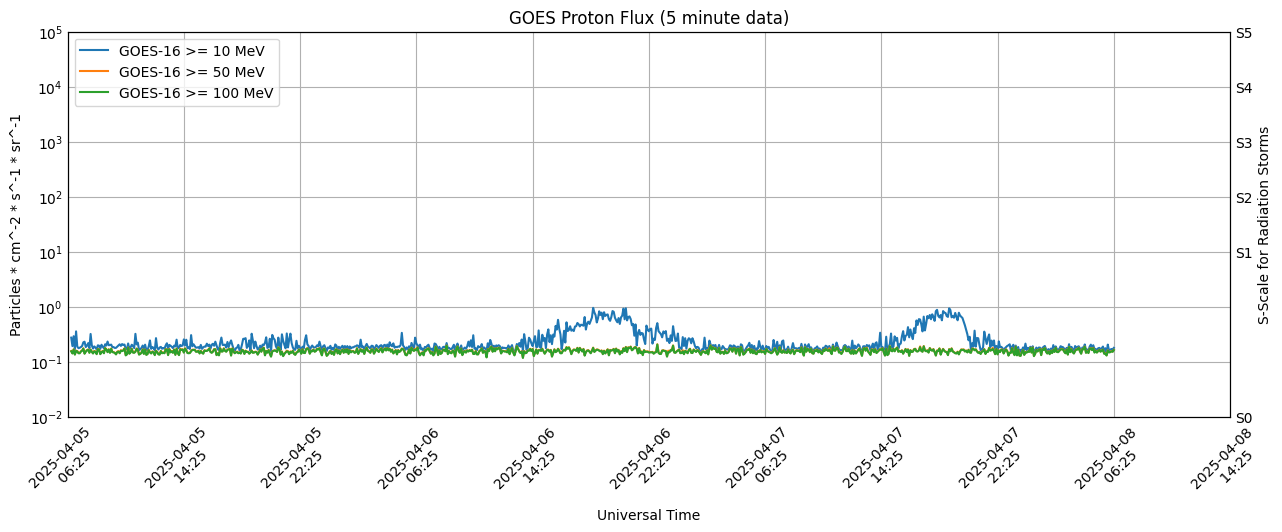 GOES Proton Flux (5 minute data)
GOES-16 >= 10 MeV
GOES-16 >= 50 MeV
GOES-16 >= 100 MeV
Particles * cm^-2 * s^-1 * sr^-1
10^5
10^4
10^3
10^2
10^1
10^0
10^-1
10^-2
S5
S4
S3
S2
S1
S0
S-Scale for Radiation Storms
2025-04-05
06:25
2025-04-05
14:25
2025-04-05
22:25
2025-04-06
06:25
2025-04-06
14:25
2025-04-06
22:25
2025-04-07
06:25
2025-04-07
14:25
2025-04-07
22:25
2025-04-08
06:25
2025-04-08
14:25
Universal Time